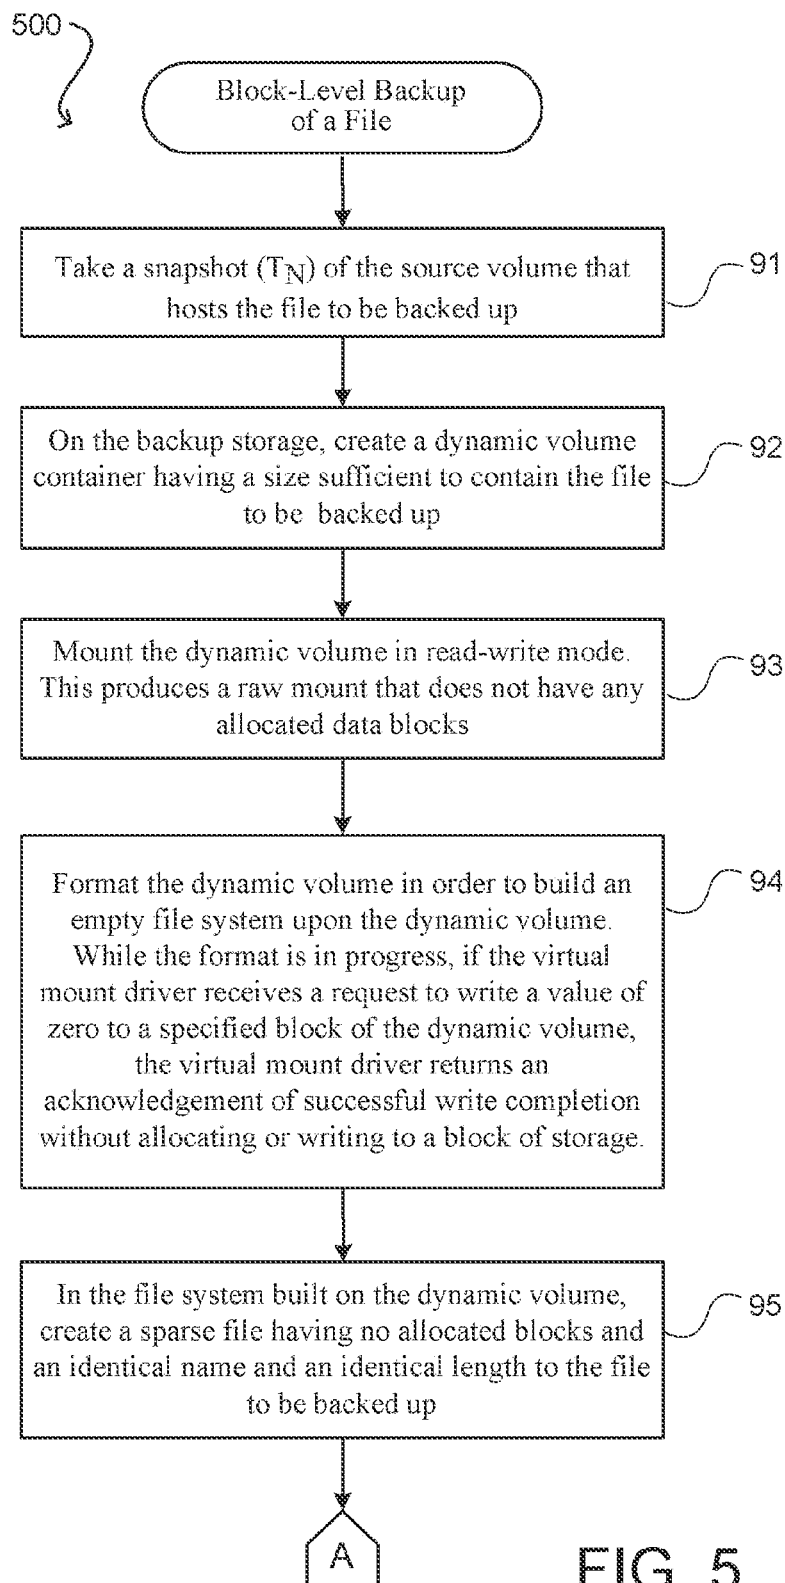 500
Block-Level Backup
of a File
Take a snapshot (TN) of the source volume that
hosts the file to be backed up
91
On the backup storage, create a dynamic volume
container having a size sufficient to contain the file
to be backed up
92
Mount the dynamic volume in read-write mode.
This produces a raw mount that does not have any
allocated data blocks
93
Format the dynamic volume in order to build an
empty file system upon the dynamic volume.
While the format is in progress, if the virtual
mount driver receives a request to write a value of
zero to a specified block of the dynamic volume,
the virtual mount driver returns an
acknowledgement of successful write completion
without allocating or writing to a block of storage.
94
In the file system built on the dynamic volume,
create a sparse file having no allocated blocks and
an identical name and an identical length to the file
to be backed up
95
A
FIG. 5